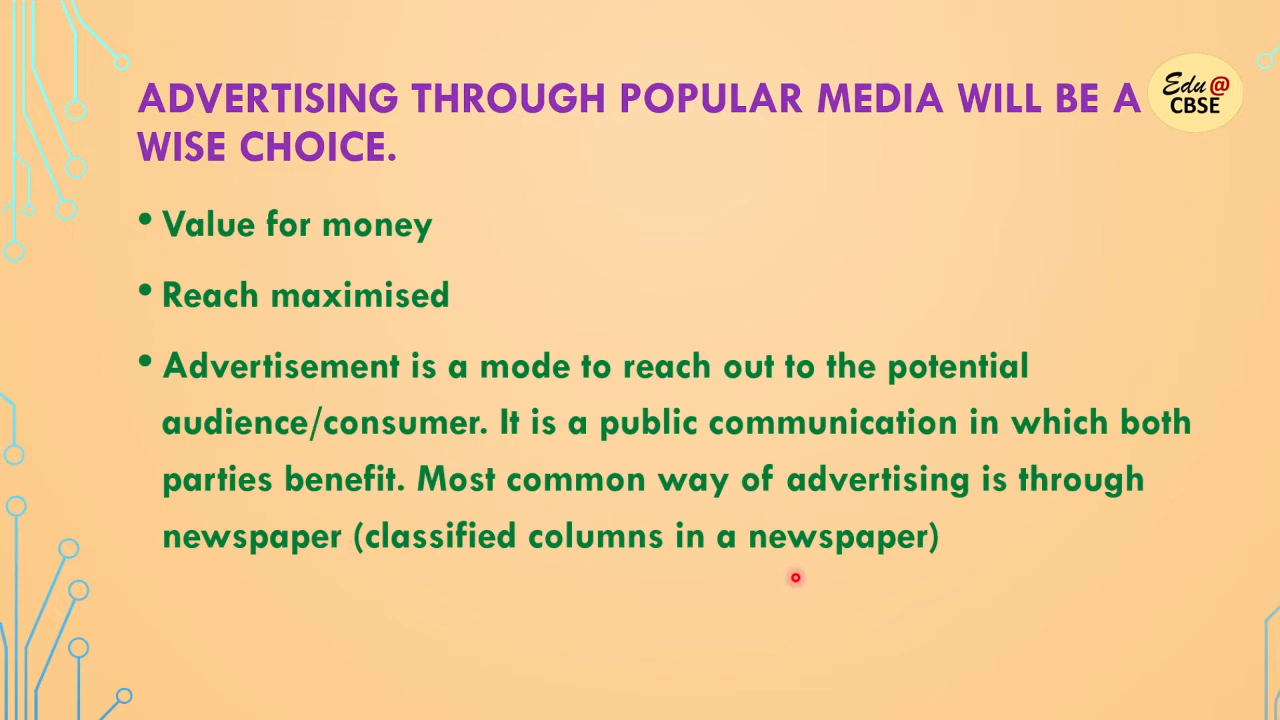 ADVERTISING THROUGH POPULAR MEDIA WILL BE A
WISE CHOICE.
Edu@
CBSE
• Value for money
• Reach maximised
• Advertisement is a mode to reach out to the potential
audience/consumer. It is a public communication in which both
parties benefit. Most common way of advertising is through
newspaper (classified columns in a newspaper)